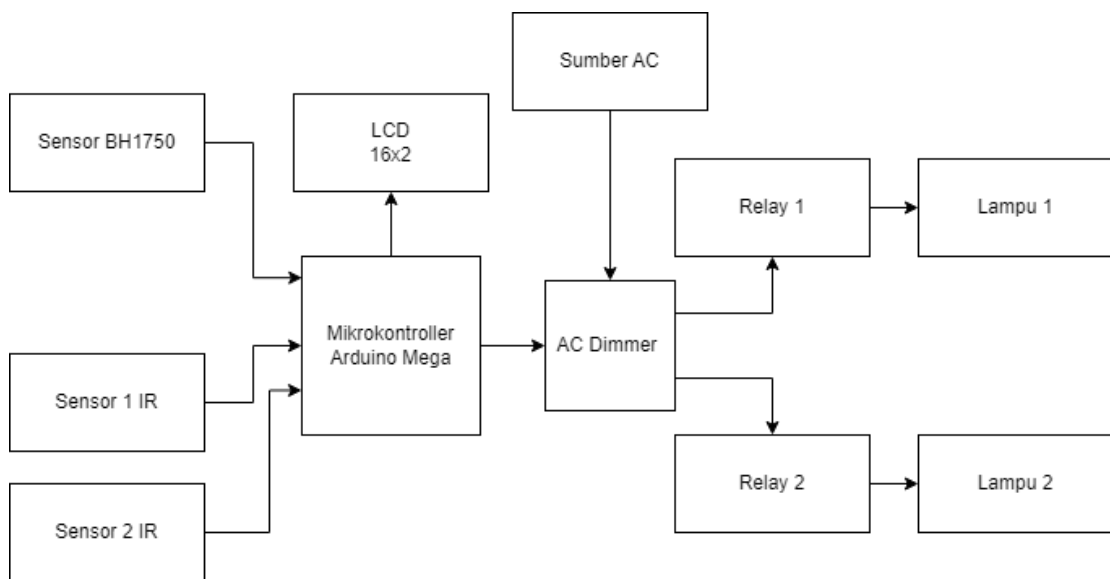 Sumber AC
Sensor BH1750
LCD
16x2
Relay 1
Lampu 1
Mikrokontroller
Arduino Mega
AC Dimmer
Sensor 1 IR
Relay 2
Lampu 2
Sensor 2 IR